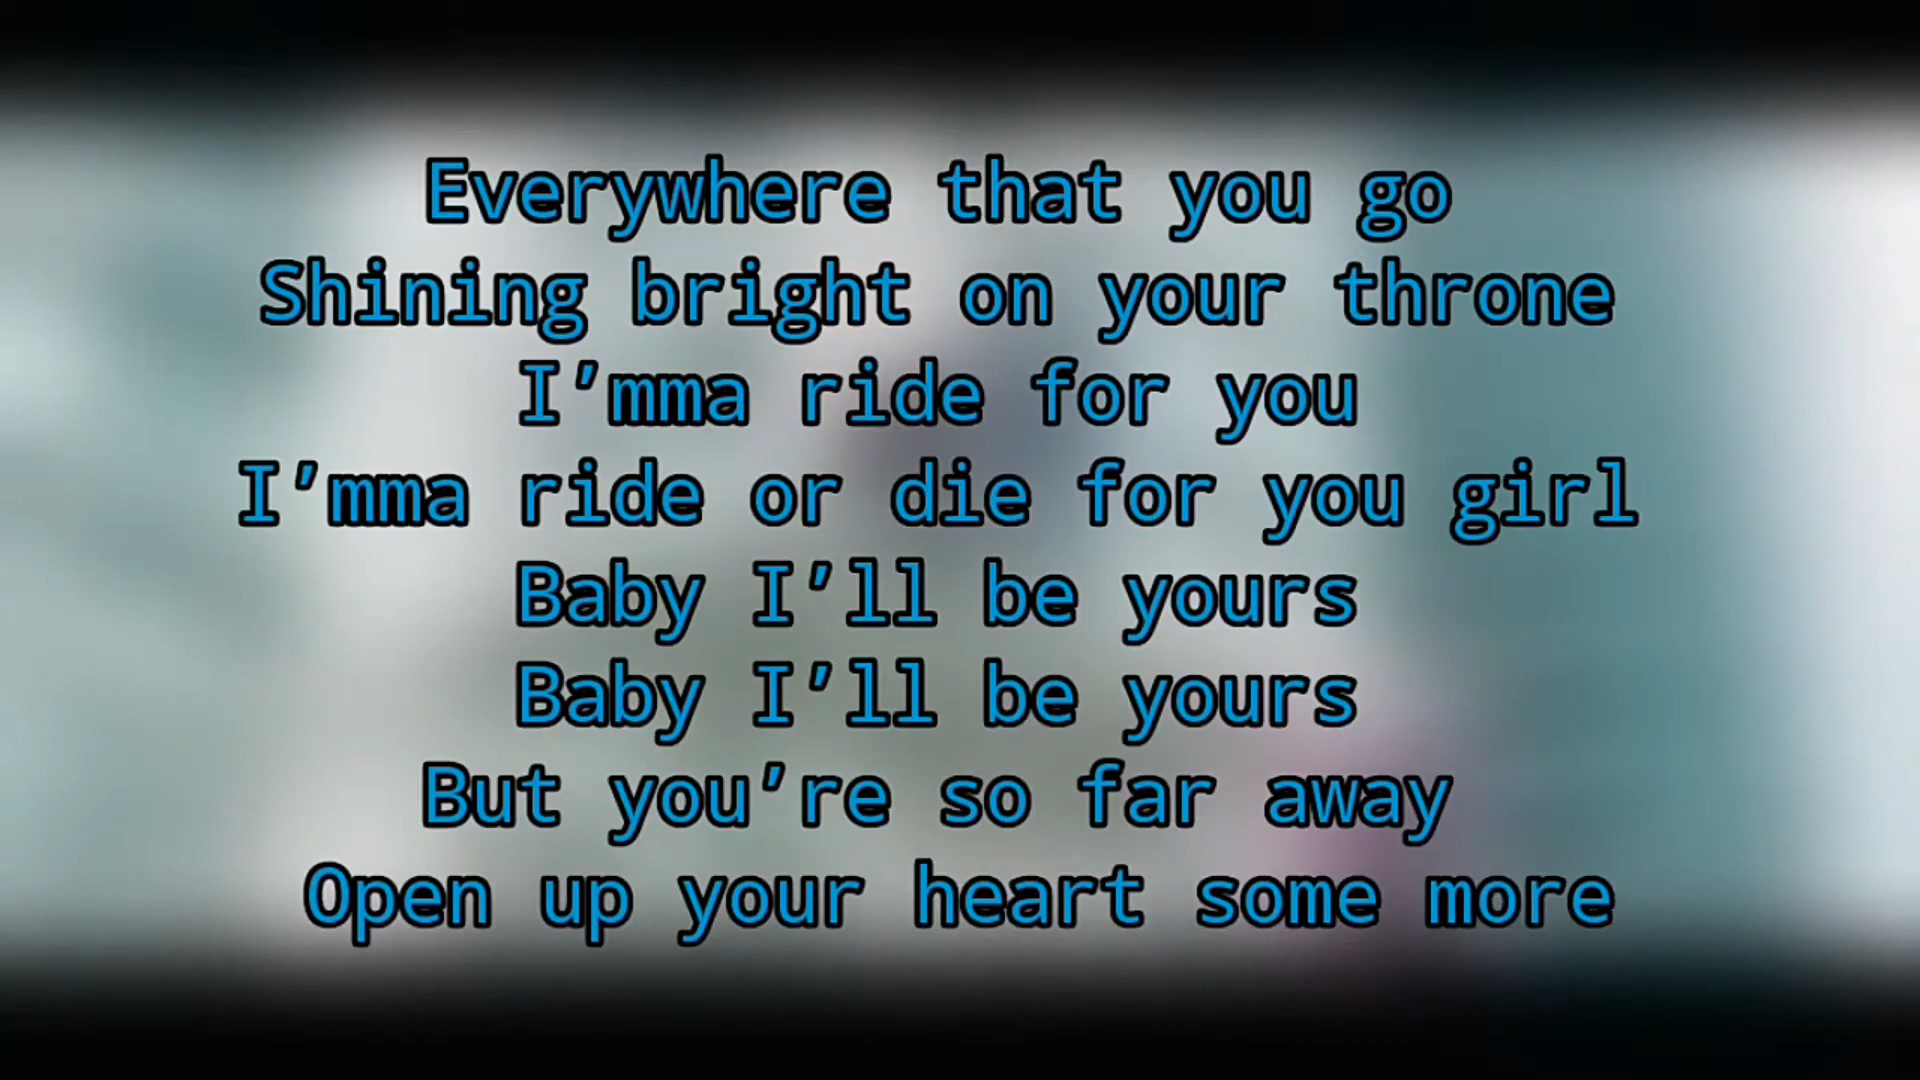 Everywhere that you go
Shining bright on your throne
I’mma ride for you
I’mma ride or die for you girl
Baby I’ll be yours
Baby I’ll be yours
But you’re so far away
Open up your heart some more